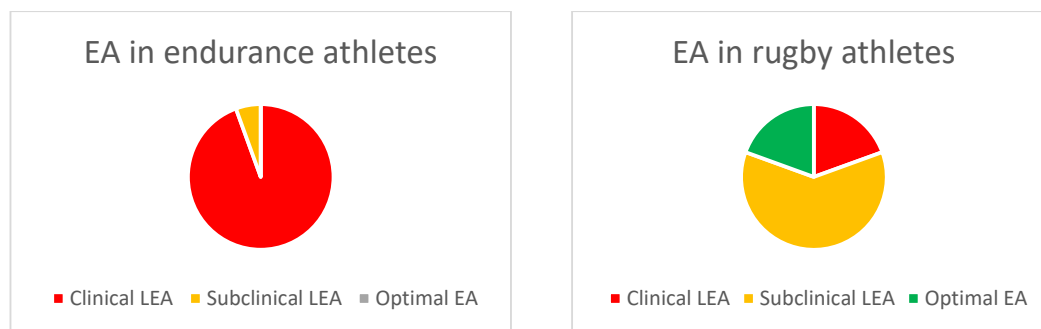 EA in endurance athletes
Clinical LEA Subclinical LEA Optimal EA
EA in rugby athletes
Clinical LEA Subclinical LEA Optimal EA